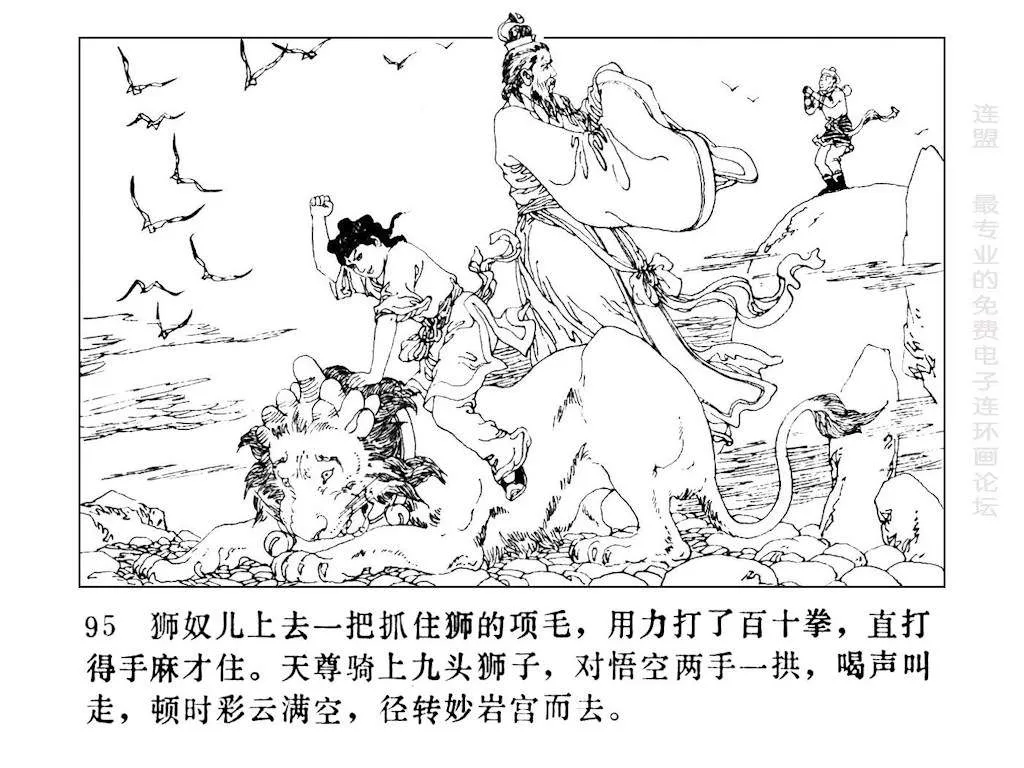 95 狮奴儿上去一把抓住狮的项毛，用力打了百十拳，直打
得手麻才住。天尊骑上九头狮子，对悟空两手一拱，喝声叫
走，顿时彩云满空，径转妙岩宫而去。
连盟 最专业的免费电子连环画论坛